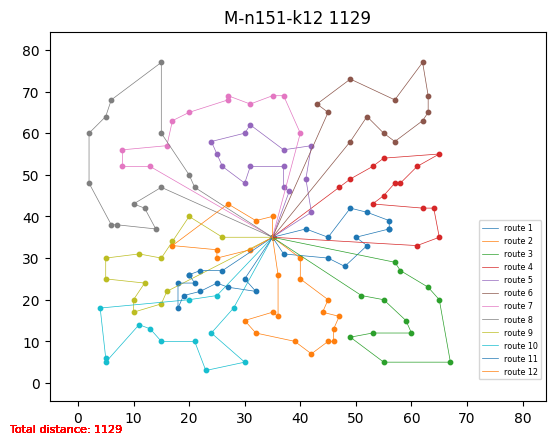 M-n151-k12 1129
80
70
60
50
40
30
20
10
0
0 10 20 30 40 50 60 70 80
route 1
route 2
route 3
route 4
route 5
route 6
route 7
route 8
route 9
route 10
route 11
route 12
Total distance: 1129